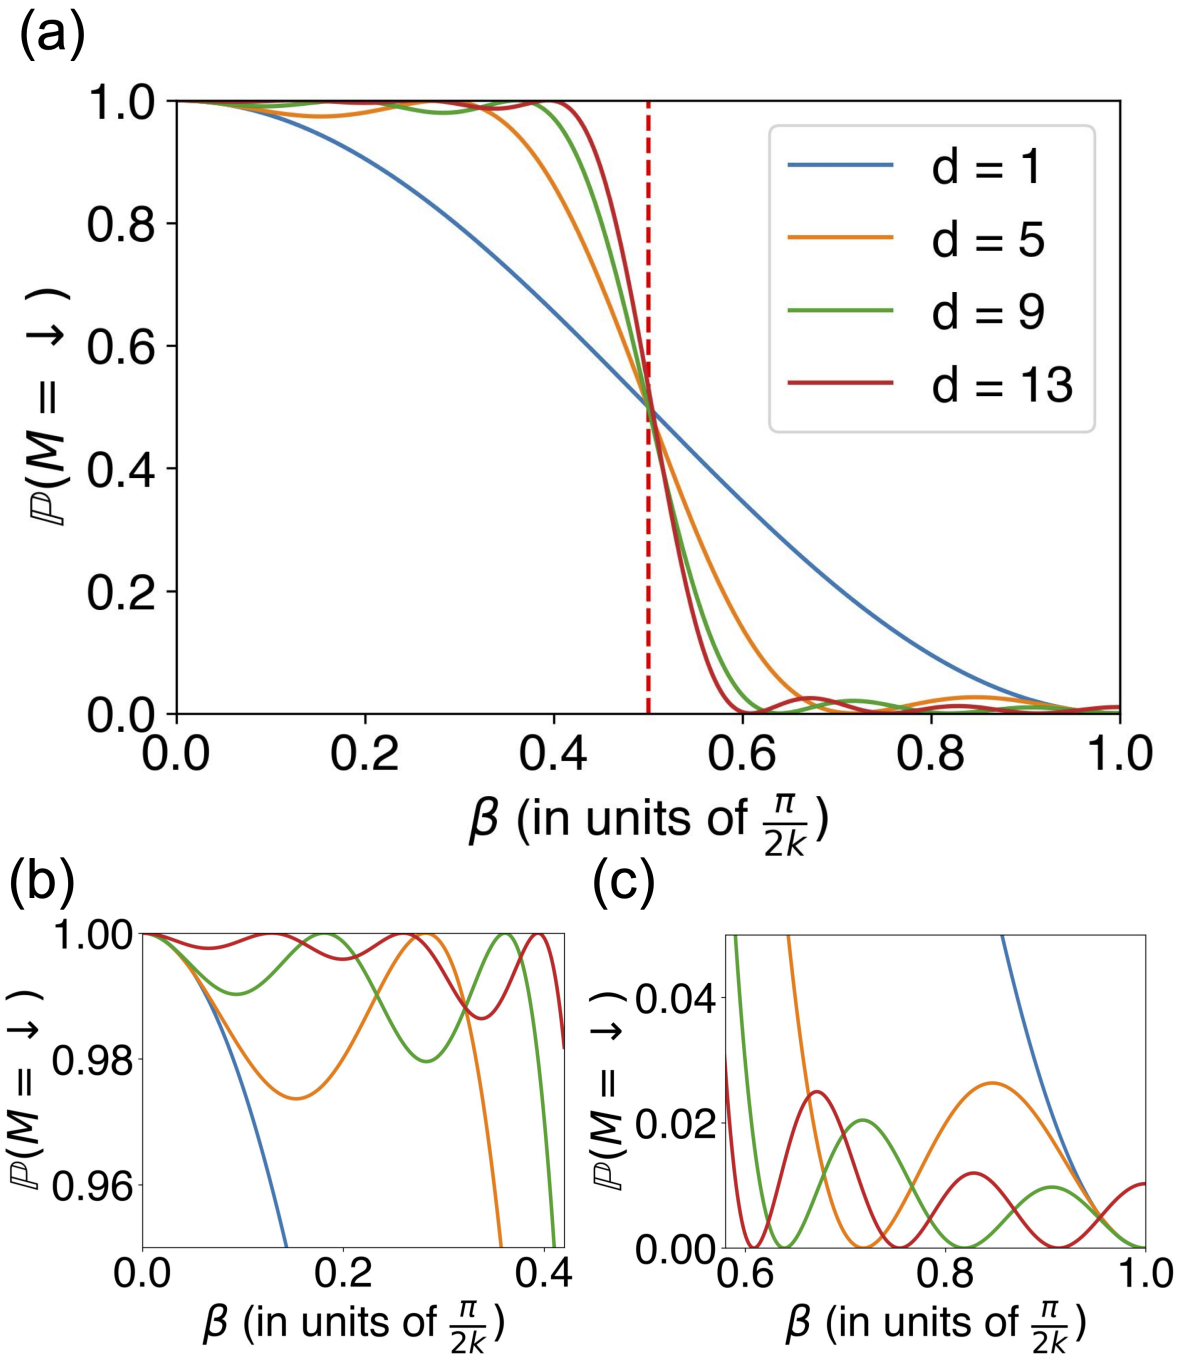 (a)
1.0
0.8
0.6
0.4
0.2
0.0
ℙ(M = ↓)
d = 1
d = 5
d = 9
d = 13
0.0 0.2 0.4 0.6 0.8 1.0
β (in units of π/2k)
(b)
1.00
0.98
0.96
ℙ(M = ↓)
0.0 0.2 0.4
β (in units of π/2k)
(c)
0.04
0.02
0.00
ℙ(M = ↓)
0.6 0.8 1.0
β (in units of π/2k)